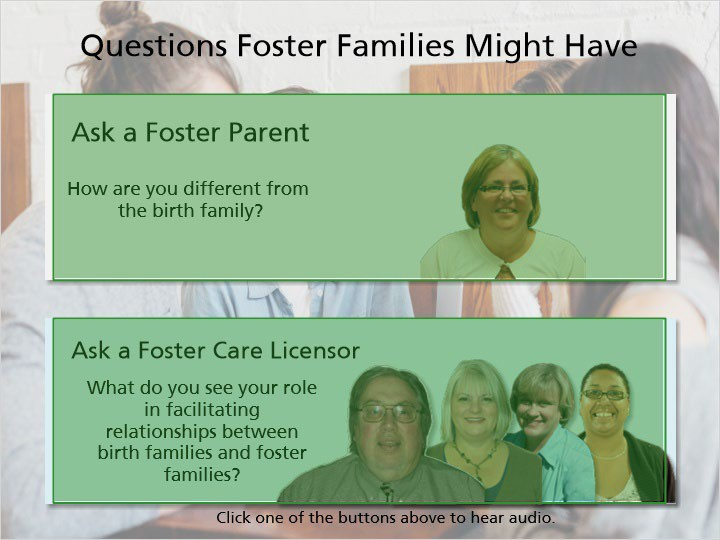 Questions Foster Families Might Have
Ask a Foster Parent
How are you different from
the birth family?
Ask a Foster Care Licensor
What do you see your role
in facilitating
relationships between
birth families and foster
families?
Click one of the buttons above to hear audio.